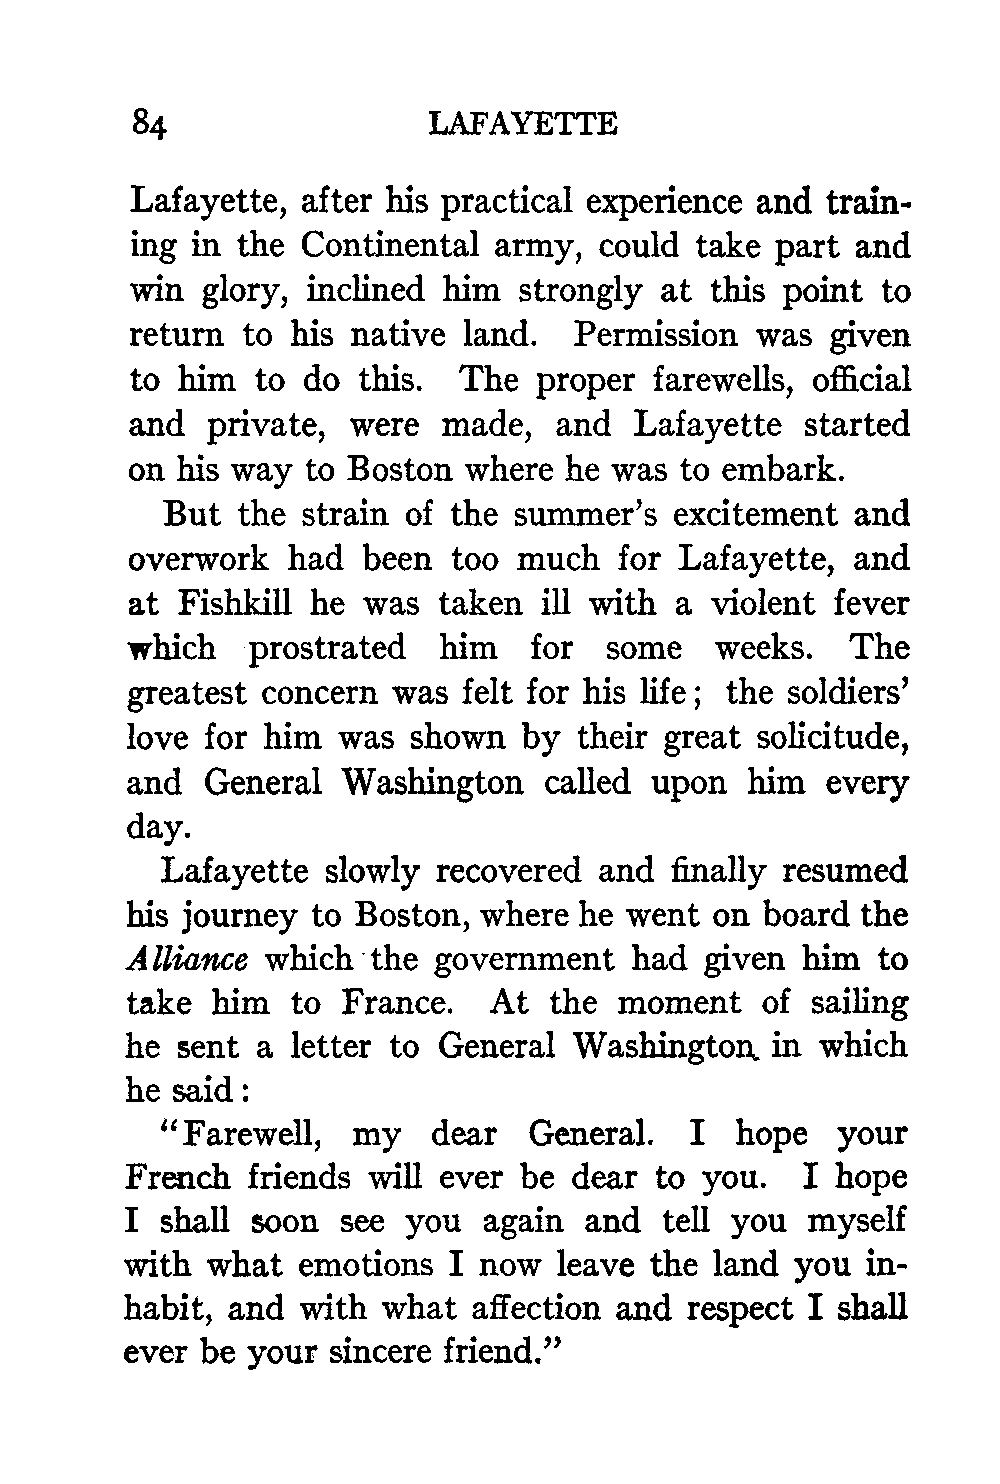 84 LAFAYETTE
Lafayette, after his practical experience and train-
ing in the Continental army, could take part and
win glory, inclined him strongly at this point to
return to his native land. Permission was given
to him to do this. The proper farewells, official
and private, were made, and Lafayette started
on his way to Boston where he was to embark.
But the strain of the summer's excitement and
overwork had been too much for Lafayette, and
at Fishkill he was taken ill with a violent fever
which prostrated him for some weeks. The
greatest concern was felt for his life; the soldiers'
love for him was shown by their great solicitude,
and General Washington called upon him every
day.
Lafayette slowly recovered and finally resumed
his journey to Boston, where he went on board the
Alliance which the government had given him to
take him to France. At the moment of sailing
he sent a letter to General Washington in which
he said:
"Farewell, my dear General. I hope your
French friends will ever be dear to you. I hope
I shall soon see you again and tell you myself
with what emotions I now leave the land you in-
habit, and with what affection and respect I shall
ever be your sincere friend."